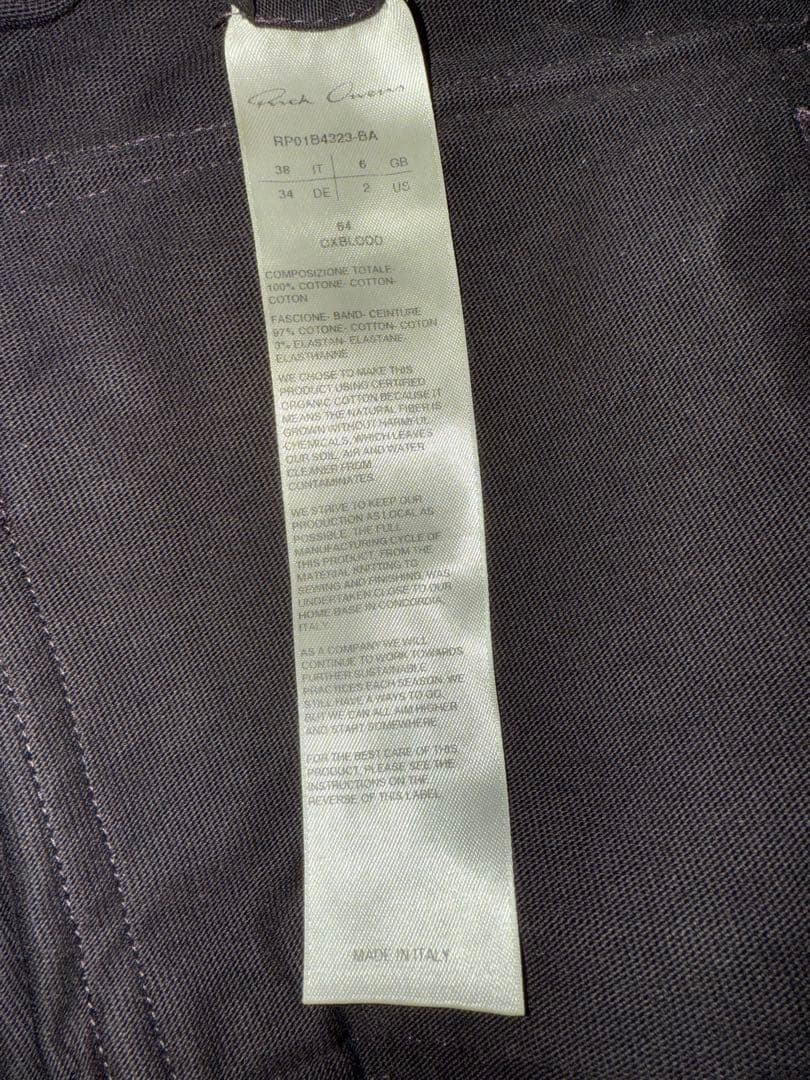 Rick Owens
RP01B4323-BA
38 IT 6 GB
34 DE 2 US
64
OXBLOOD
COMPOSIZIONE TOTALE-
100% COTONE- COTTON-
COTON
FASCIONE- BAND- CEINTURE
97% COTONE- COTTON- COTON
3% ELASTAN- ELASTANE-
ELASTHANNE
WE CHOSE TO MAKE THIS
PRODUCT USING CERTIFIED
ORGANIC COTTON BECAUSE IT
MEANS THE NATURAL FIBER IS
GROWN WITHOUT HARMFUL
CHEMICALS, WHICH LEAVES
OUR SOIL, AIR AND WATER
CLEANER FROM
CONTAMINATES.
WE STRIVE TO KEEP OUR
PRODUCTION AS LOCAL AS
POSSIBLE. THE FULL
MANUFACTURING CYCLE OF
THIS PRODUCT, FROM THE
MATERIAL KNITTING TO
SEWING AND FINISHING, WAS
UNDERTAKEN CLOSE TO OUR
HOME BASE IN CONCORDIA,
ITALY.
AS A COMPANY WE WILL
CONTINUE TO WORK TOWARDS
FURTHER SUSTAINABLE
PRACTICES EACH SEASON. WE
STILL HAVE A WAYS TO GO,
BUT WE CAN ALL AIM HIGHER
AND START SOMEWHERE.
FOR THE BEST CARE OF THIS
PRODUCT, PLEASE SEE THE
INSTRUCTIONS ON THE
REVERSE OF THIS LABEL.
MADE IN ITALY